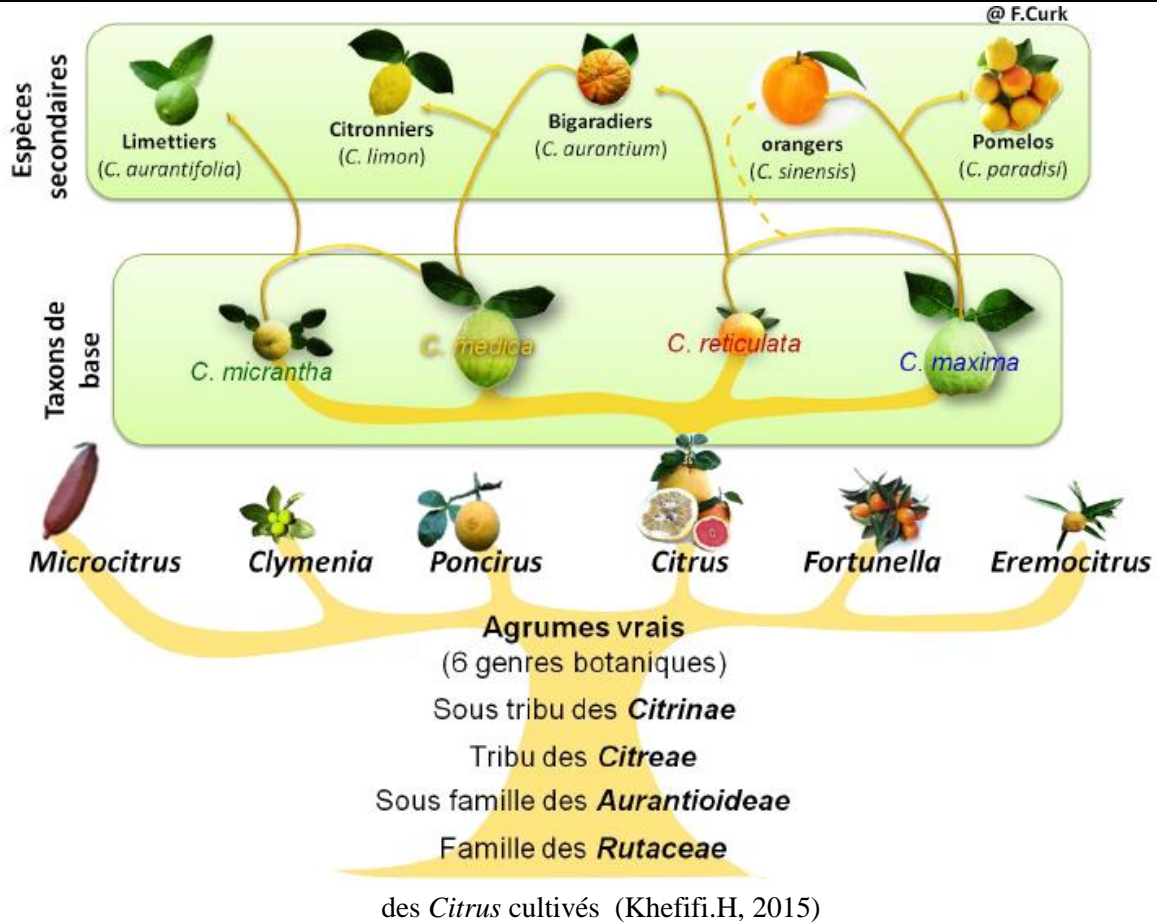 @ F.Curk
Espèces
secondaires
Limettiers
(C. aurantifolia)
Citronniers
(C. limon)
Bigaradiers
(C. aurantium)
orangers
(C. sinensis)
Pomelos
(C. paradisi)
Taxons de
base
C. micrantha
C. medica
C. reticulata
C. maxima
Microcitrus
Clymenia
Poncirus
Citrus
Fortunella
Eremocitrus
Agrumes vrais
(6 genres botaniques)
Sous tribu des Citrinae
Tribu des Citreae
Sous famille des Aurantioideae
Famille des Rutaceae
des Citrus cultivés (Khefifi.H, 2015)